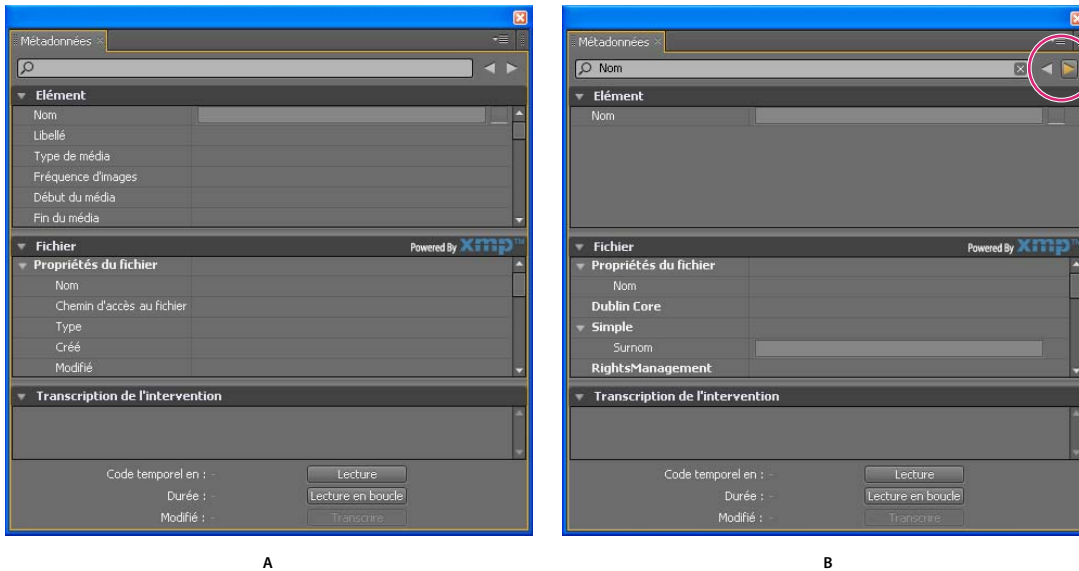 Métadonnées
Elément
Nom
Libellé
Type de média
Fréquence d'images
Début du média
Fin du média
Fichier
Powered By xmp™
Propriétés du fichier
Nom
Chemin d'accès au fichier
Type
Créé
Modifié
Transcription de l'intervention
Code temporel en : -
Lecture
Durée : -
Lecture en boucle
Modifié : -
Transcrire
A
Métadonnées
Nom
Elément
Nom
Fichier
Powered By xmp™
Propriétés du fichier
Nom
Dublin Core
Simple
Surnom
RightsManagement
Transcription de l'intervention
Code temporel en : -
Lecture
Durée : -
Lecture en boucle
Modifié : -
Transcrire
B